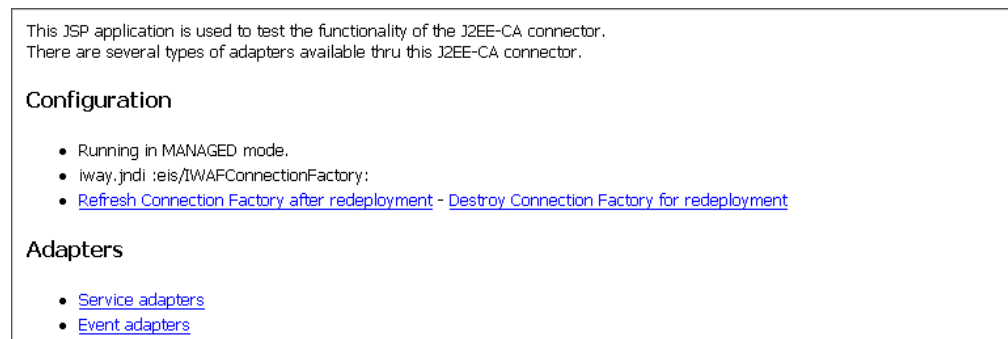 This JSP application is used to test the functionality of the J2EE-CA connector.
There are several types of adapters available thru this J2EE-CA connector.
Configuration
• Running in MANAGED mode.
• iway.jndi :eis/IWAFConnectionFactory:
• Refresh Connection Factory after redeployment - Destroy Connection Factory for redeployment
Adapters
• Service adapters
• Event adapters